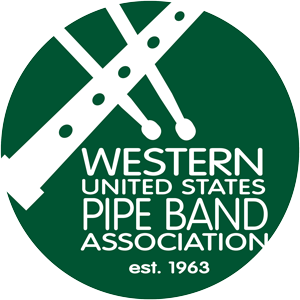 WESTERN
UNITED STATES
PIPE BAND
ASSOCIATION
est. 1963